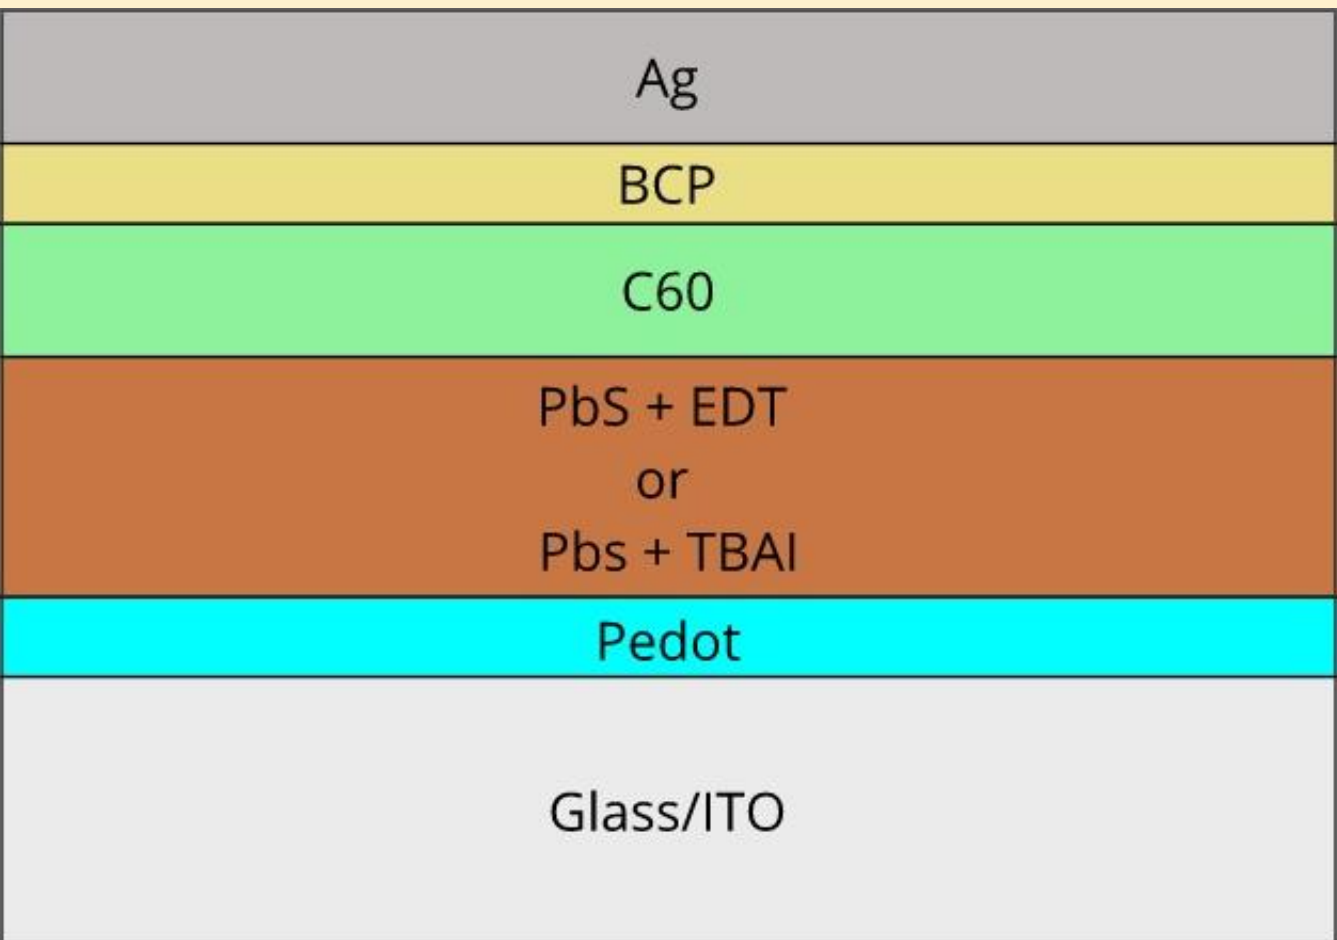 Ag
BCP
C60
PbS + EDT
or
Pbs + TBAI
Pedot
Glass/ITO